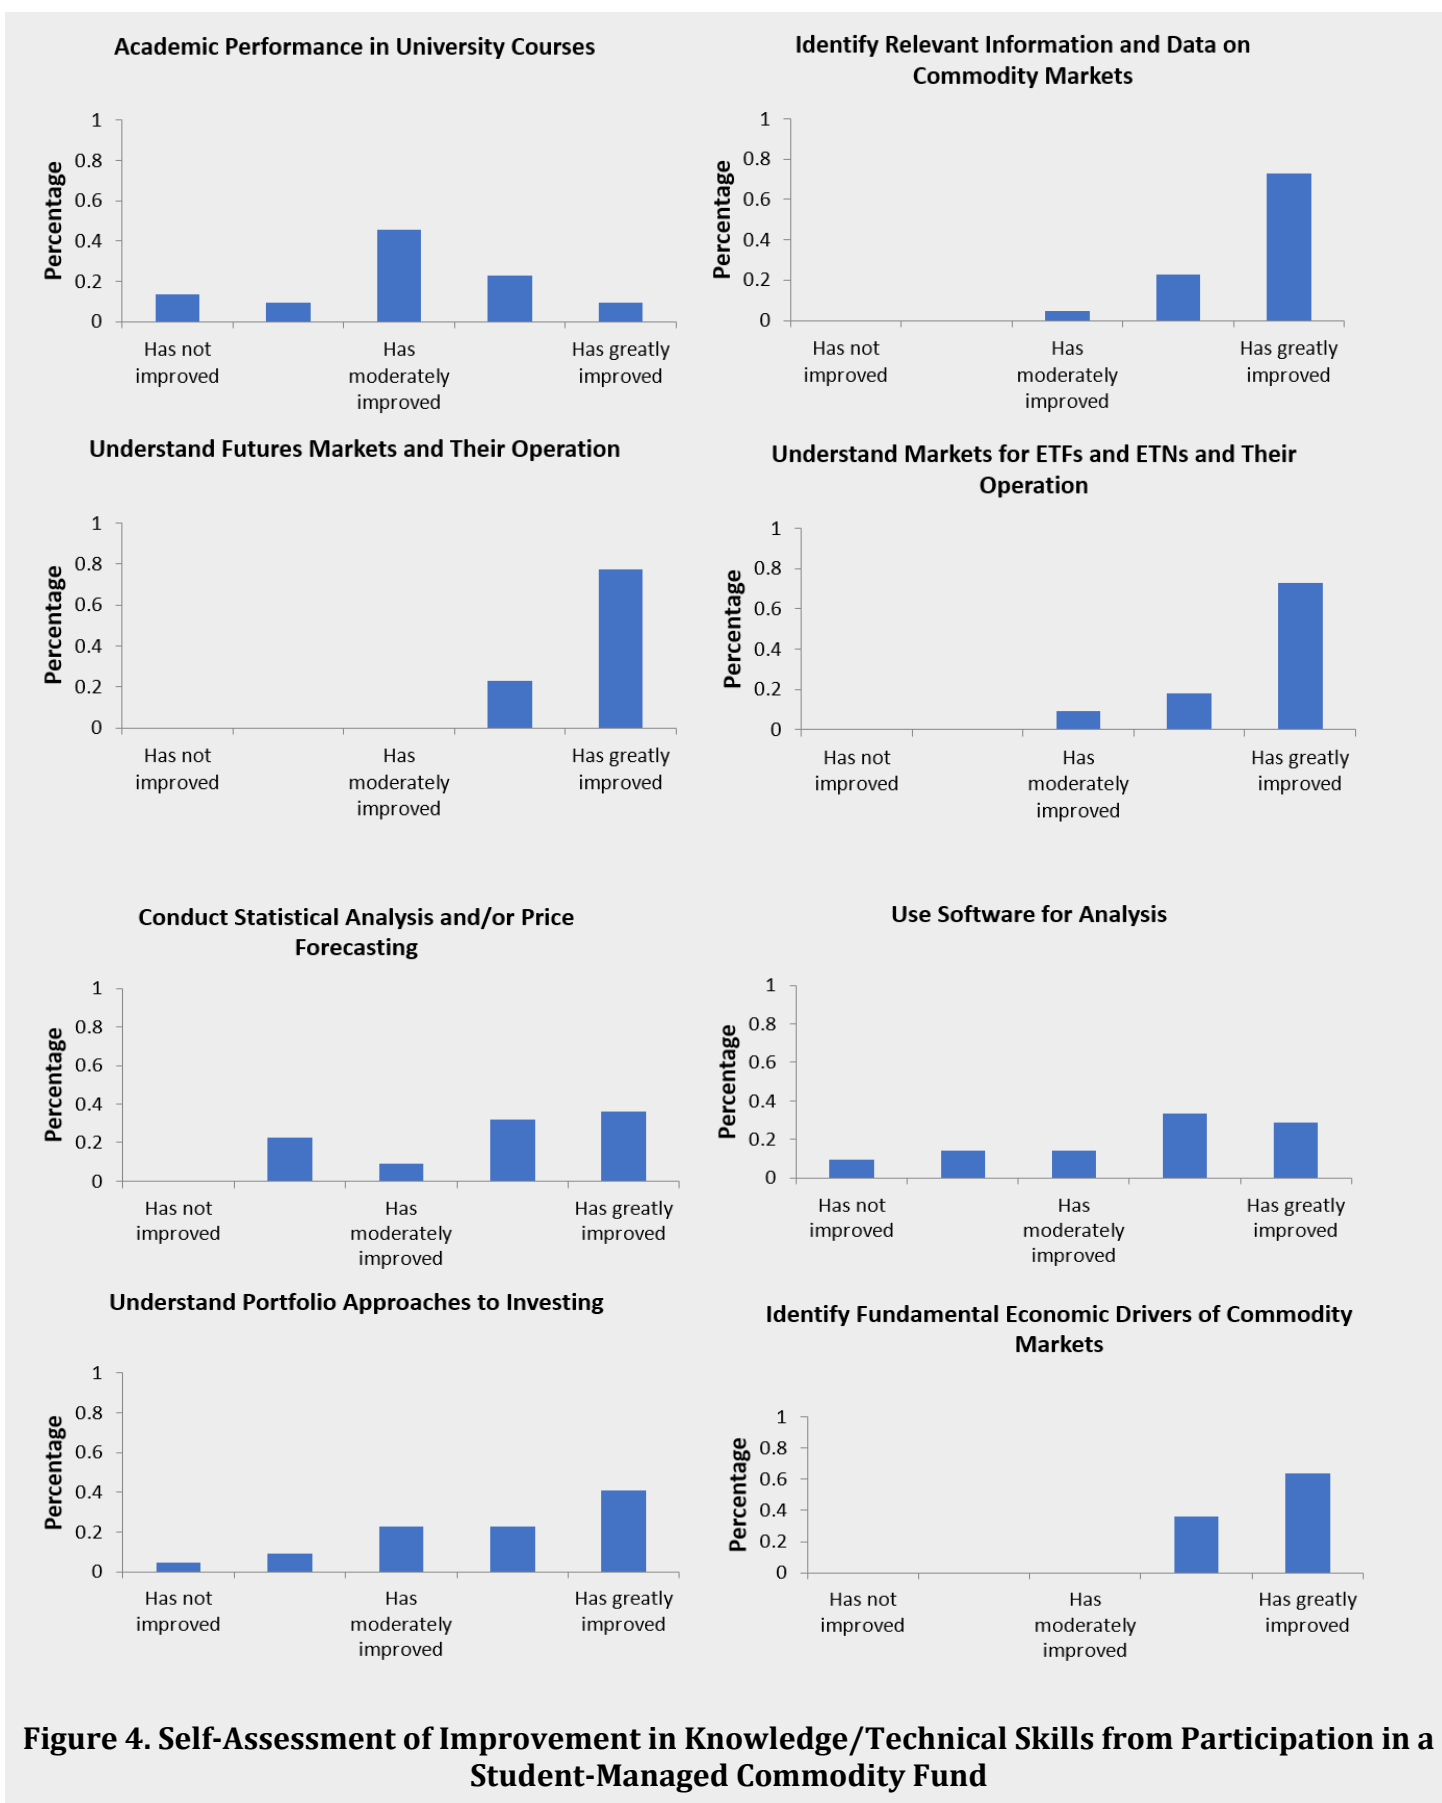 Academic Performance in University Courses
Percentage
1
0.8
0.6
0.4
0.2
0
Has not
improved
Has
moderately
improved
Has greatly
improved
Identify Relevant Information and Data on
Commodity Markets
Percentage
1
0.8
0.6
0.4
0.2
0
Has not
improved
Has
moderately
improved
Has greatly
improved
Understand Futures Markets and Their Operation
Percentage
1
0.8
0.6
0.4
0.2
0
Has not
improved
Has
moderately
improved
Has greatly
improved
Understand Markets for ETFs and ETNs and Their
Operation
Percentage
1
0.8
0.6
0.4
0.2
0
Has not
improved
Has
moderately
improved
Has greatly
improved
Conduct Statistical Analysis and/or Price
Forecasting
Percentage
1
0.8
0.6
0.4
0.2
0
Has not
improved
Has
moderately
improved
Has greatly
improved
Use Software for Analysis
Percentage
1
0.8
0.6
0.4
0.2
0
Has not
improved
Has
moderately
improved
Has greatly
improved
Understand Portfolio Approaches to Investing
Percentage
1
0.8
0.6
0.4
0.2
0
Has not
improved
Has
moderately
improved
Has greatly
improved
Identify Fundamental Economic Drivers of Commodity
Markets
Percentage
1
0.8
0.6
0.4
0.2
0
Has not
improved
Has
moderately
improved
Has greatly
improved
Figure 4. Self-Assessment of Improvement in Knowledge/Technical Skills from Participation in a
Student-Managed Commodity Fund